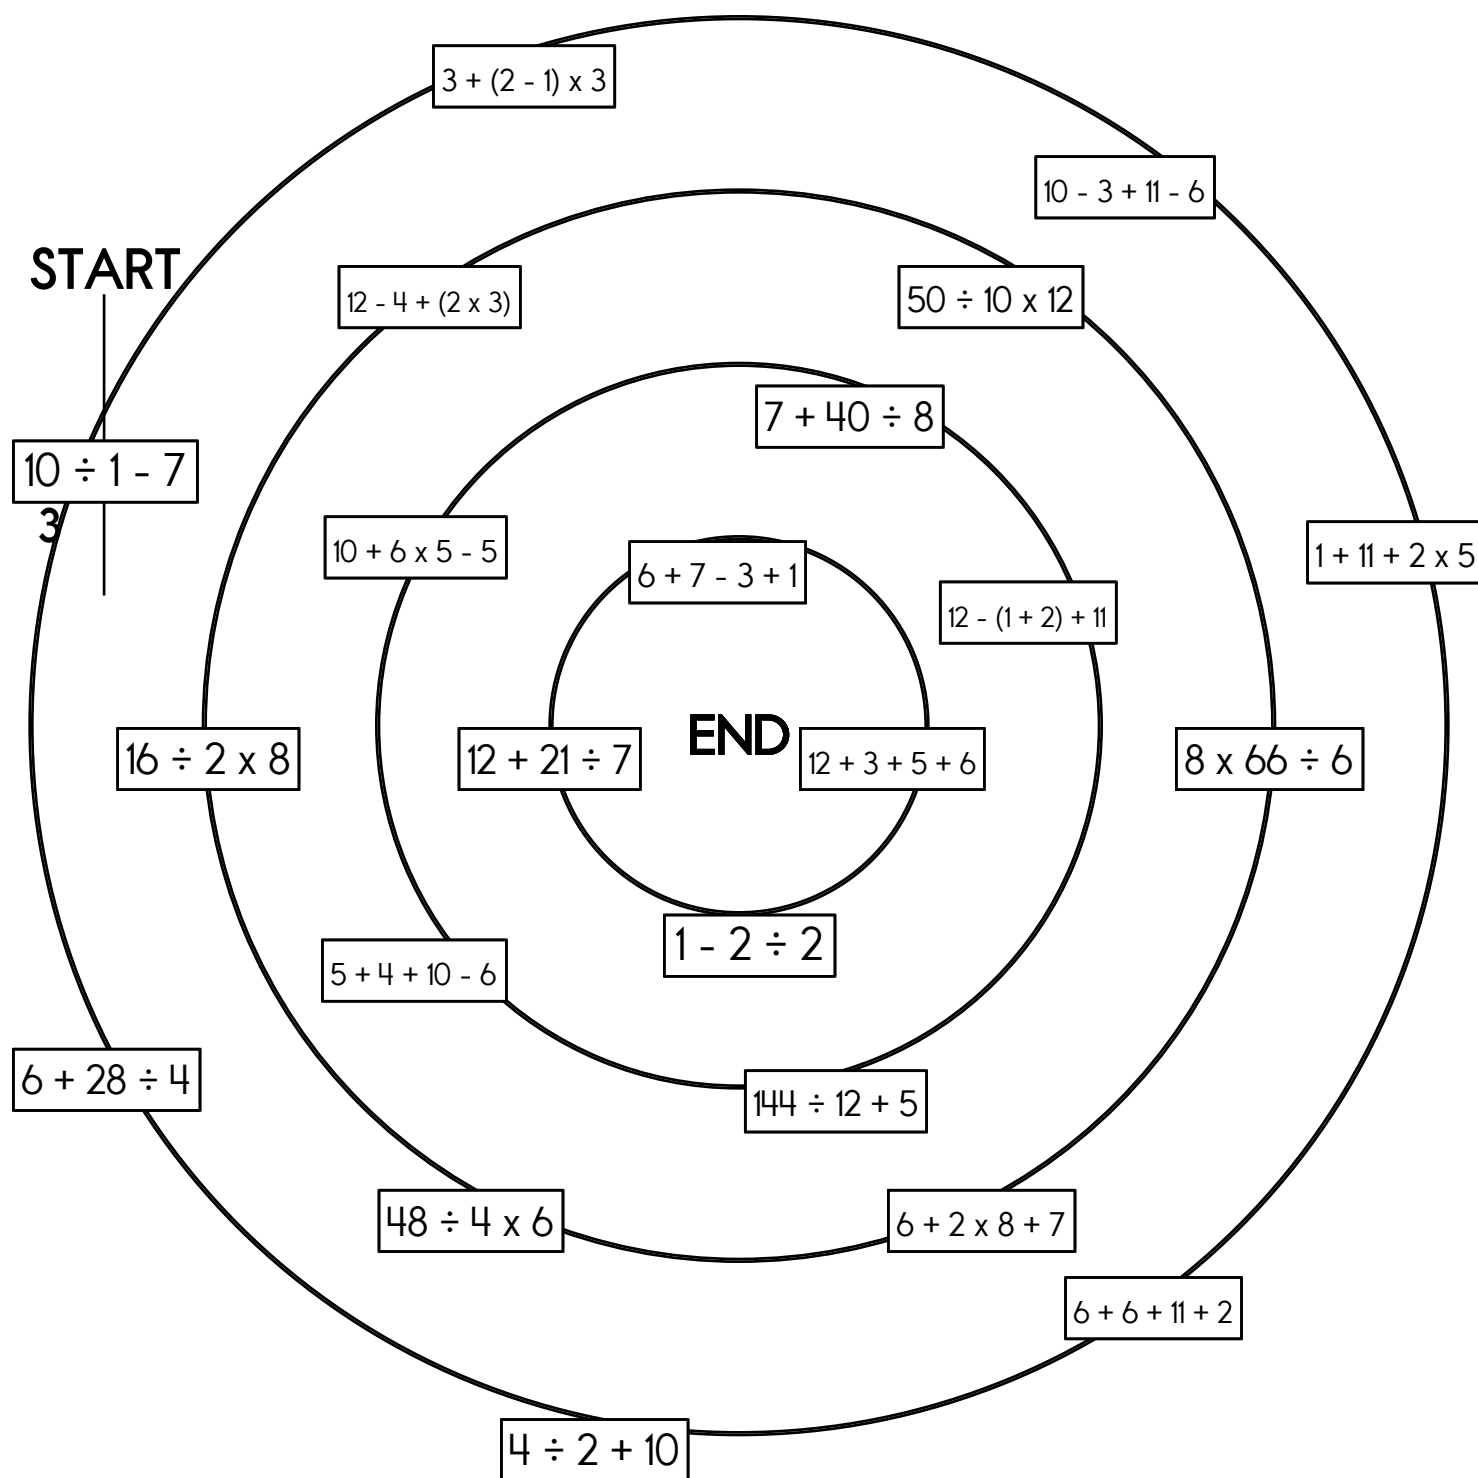 3 + (2 - 1) x 3
10 - 3 + 11 - 6
START
12 - 4 + (2 x 3)
50 ÷ 10 x 12
7 + 40 ÷ 8
10 ÷ 1 - 7
3
10 + 6 x 5 - 5
1 + 11 + 2 x 5
6 + 7 - 3 + 1
12 - (1 + 2) + 11
END
16 ÷ 2 x 8
12 + 21 ÷ 7
12 + 3 + 5 + 6
8 x 66 ÷ 6
1 - 2 ÷ 2
5 + 4 + 10 - 6
6 + 28 ÷ 4
144 ÷ 12 + 5
48 ÷ 4 x 6
6 + 2 x 8 + 7
6 + 6 + 11 + 2
4 ÷ 2 + 10